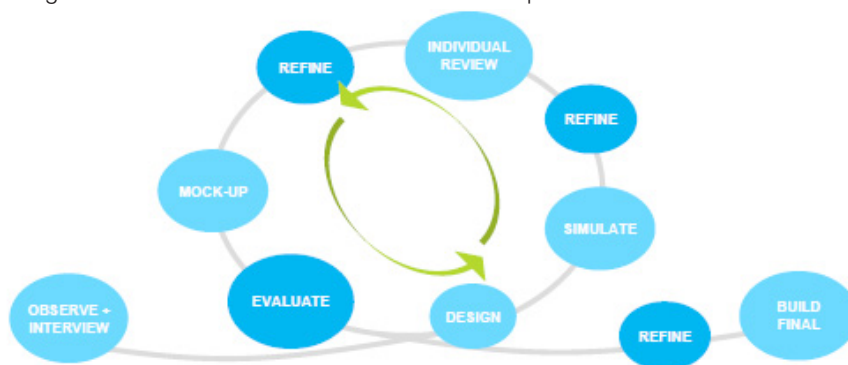 INDIVIDUAL
REVIEW
REFINE
REFINE
MOCK-UP
SIMULATE
EVALUATE
OBSERVE +
INTERVIEW
DESIGN
REFINE
BUILD
FINAL